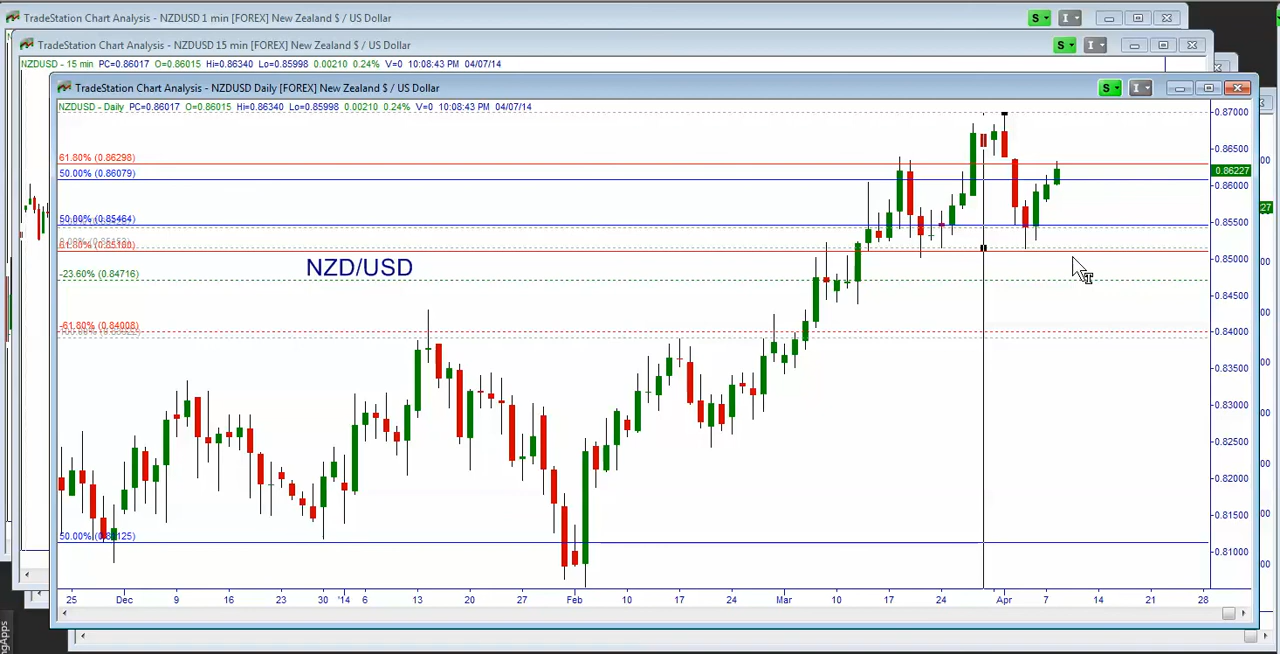 TradeStation Chart Analysis - NZDUSD 1 min [FOREX] New Zealand $ / US Dollar
S
I
TradeStation Chart Analysis - NZDUSD 15 min [FOREX] New Zealand $ / US Dollar
S
I
NZDUSD - 15 min PC=0.86017 O=0.86015 Hi=0.86340 Lo=0.85998 0.00210 0.24% V=0 10:08:43 PM 04/07/14
TradeStation Chart Analysis - NZDUSD Daily [FOREX] New Zealand $ / US Dollar
S
I
NZDUSD - Daily PC=0.86017 O=0.86015 Hi=0.86340 Lo=0.85998 0.00210 0.24% V=0 10:08:43 PM 04/07/14
0.87000
0.86500
61.80% (0.86298)
50.00% (0.86079)
0.86227
0.86000
50.00% (0.85464)
0.85500
NZD/USD
0.85000
-23.60% (0.84716)
0.84500
-61.80% (0.84008)
0.84000
0.83500
0.83000
0.82500
0.82000
0.81500
50.00%
0.81000
25 Dec 9 16 23 30 '14 6 13 20 27 Feb 10 17 24 Mar 10 17 24 Apr 7 14 21 28